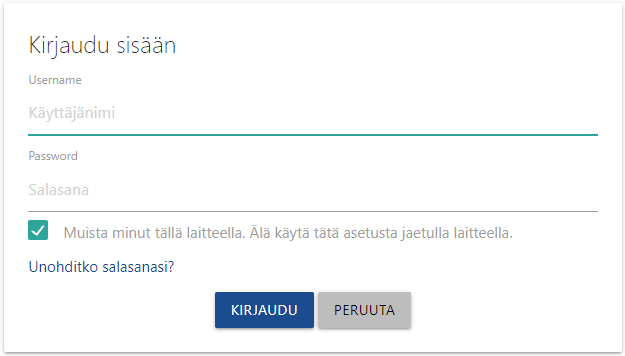 Kirjaudu sisään
Username
Käyttäjänimi
Password
Salasana
Muista minut tällä laitteella. Älä käytä tätä asetusta jaetulla laitteella.
Unohditko salasanasi?
KIRJAUDU PERUUTA